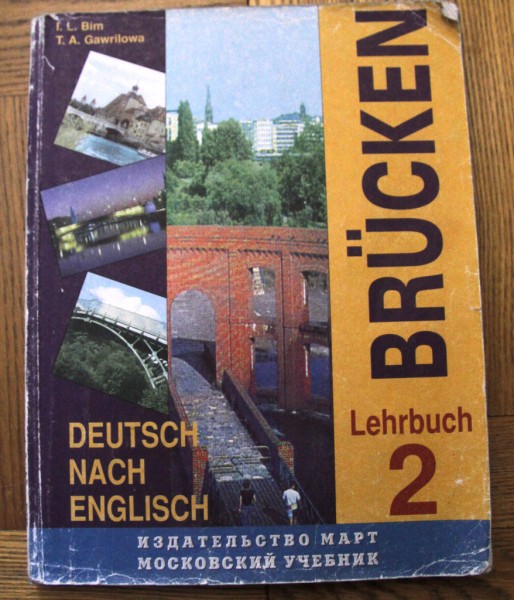 I. L. Bim
T. A. Gawrilowa
BRÜCKEN
Lehrbuch
2
DEUTSCH
NACH
ENGLISCH
ИЗДАТЕЛЬСТВО МАРТ
МОСКОВСКИЙ УЧЕБНИК